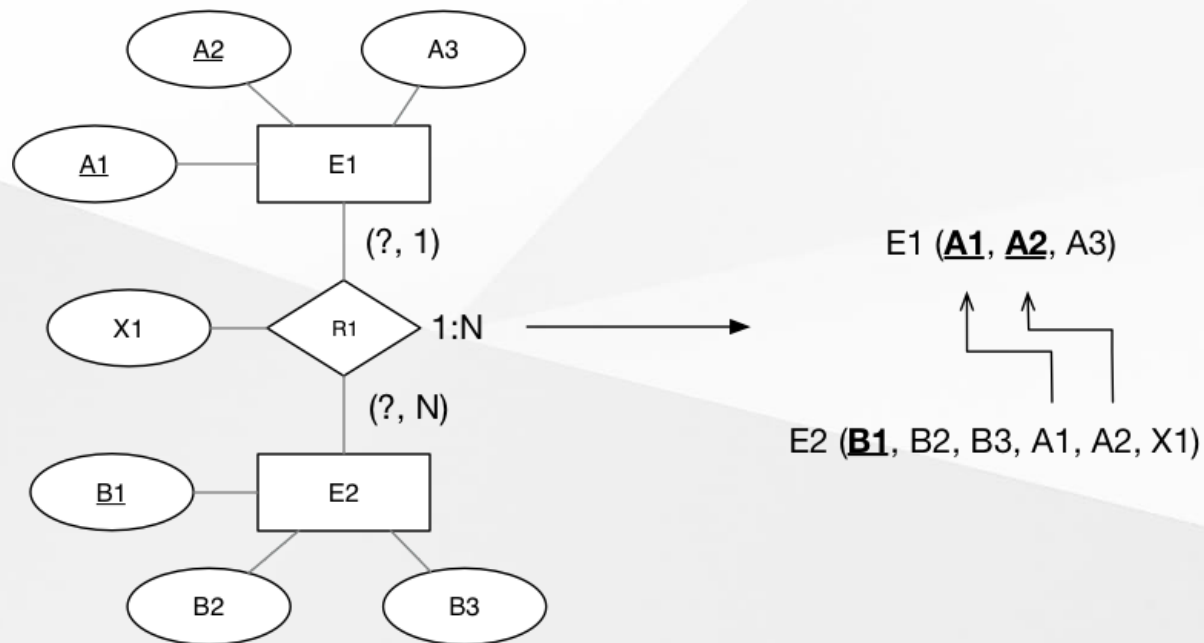 A2
A3
A1
E1
(?, 1)
E1 (A1, A2, A3)
X1
R1
1:N
(?, N)
E2 (B1, B2, B3, A1, A2, X1)
B1
E2
B2
B3